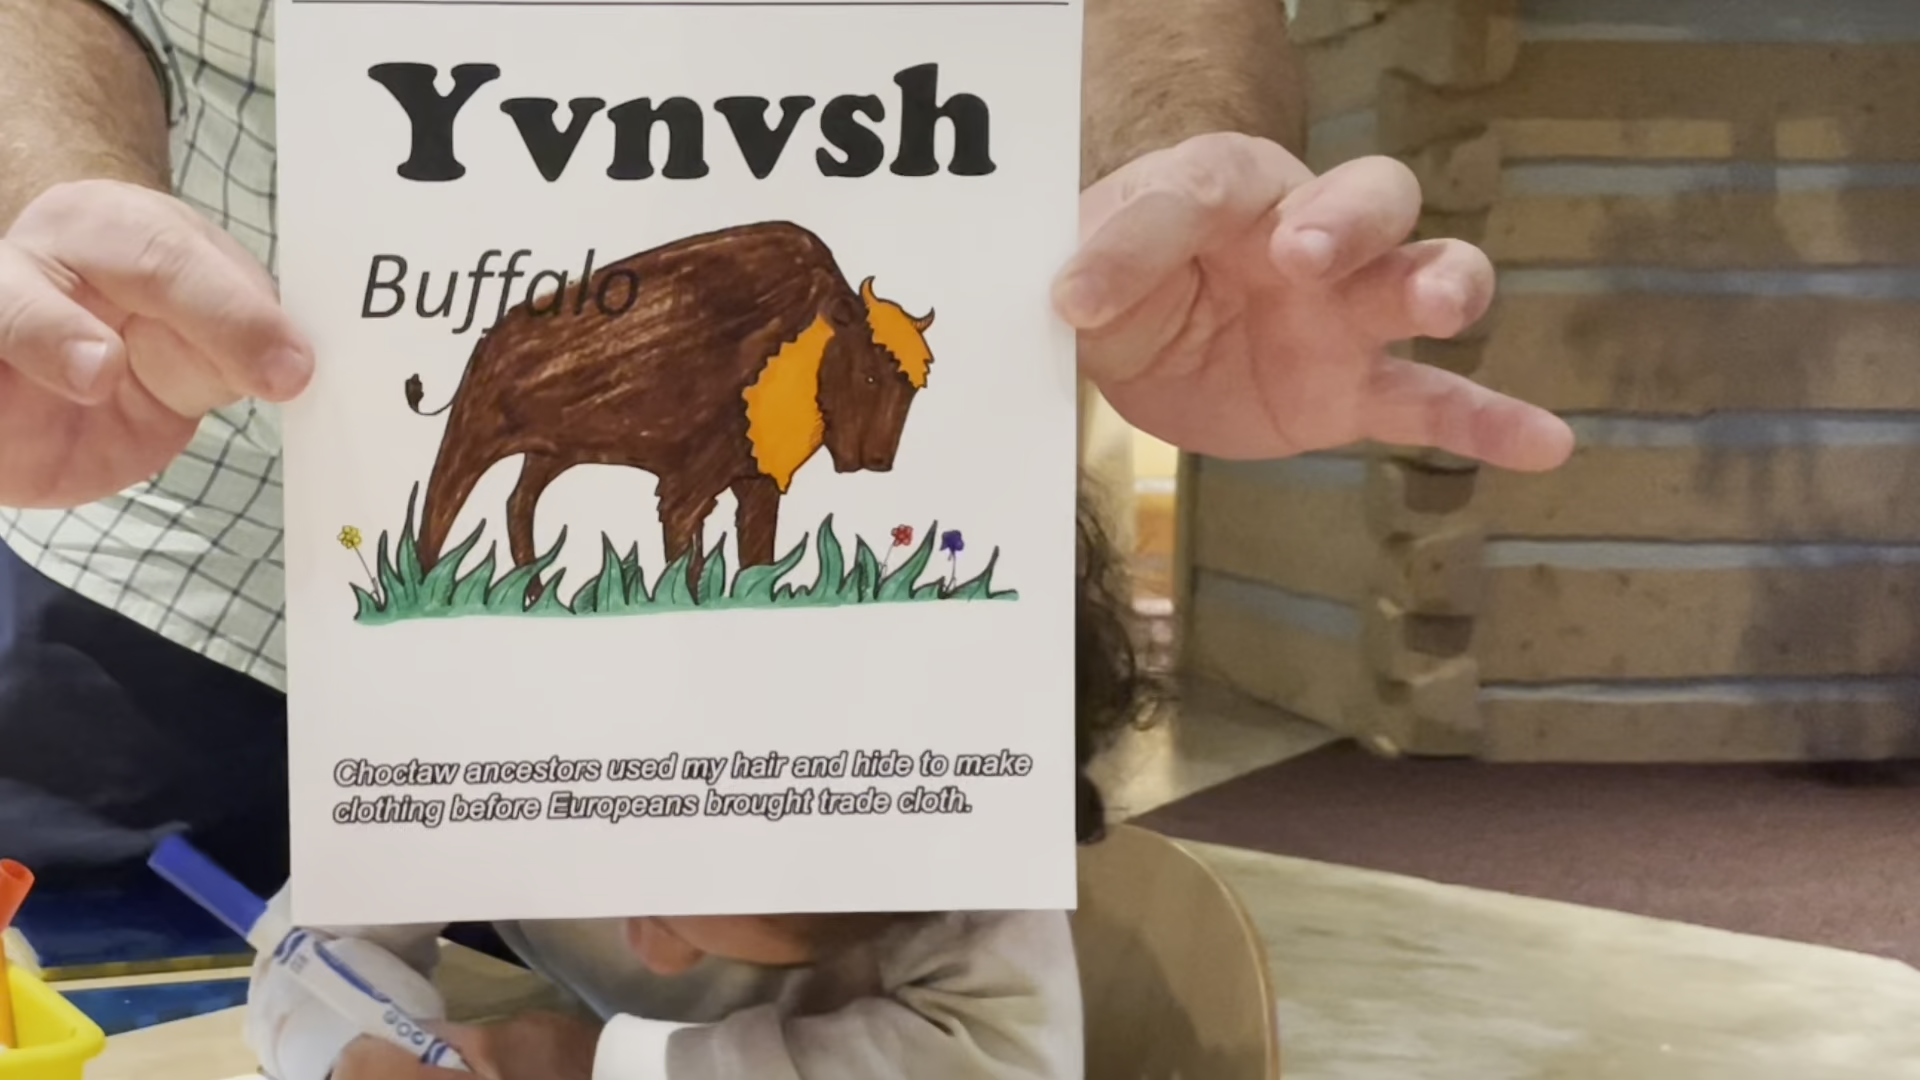 Yvnvsh
Buffalo
Choctaw ancestors used my hair and hide to make
clothing before Europeans brought trade cloth.